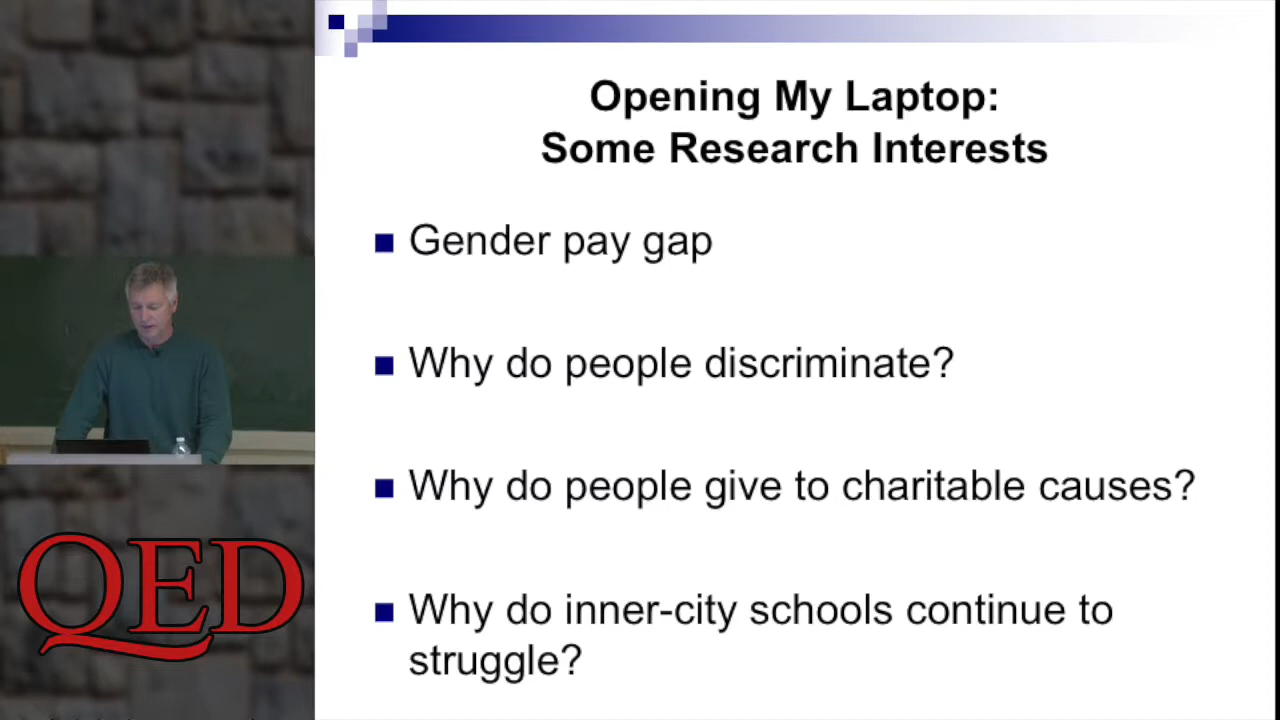 Opening My Laptop:
Some Research Interests
Gender pay gap
Why do people discriminate?
Why do people give to charitable causes?
Why do inner-city schools continue to
struggle?
QED